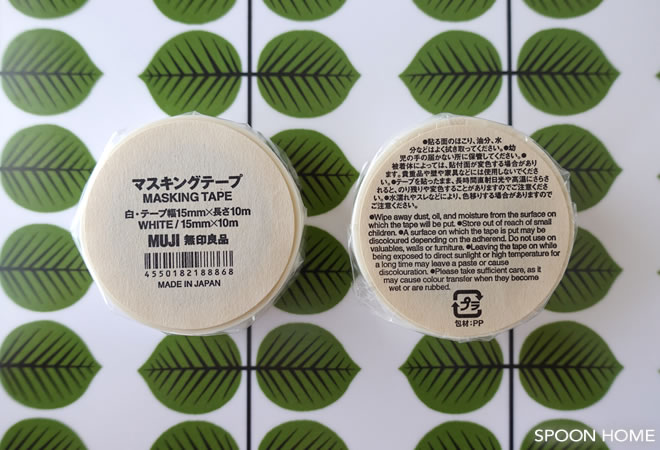 マスキングテープ
MASKING TAPE
白・テープ幅15mm×長さ10m
WHITE / 15mm×10m
MUJI 無印良品
4550182188868
MADE IN JAPAN
●貼る面のほこり、油分、水
分などはよく拭き取ってください。●幼
児の手の届かない所に保管してください。●
被着体によっては、貼付面が変色する場合があり
ます。貴重品や壁や家具などには使用しないでくださ
い。●テープを貼ったまま、長時間直射日光や高温にさらさ
れると、のり残りや変色することがありますのでご注意ください。
●水濡れやスレなどにより、色移りする場合がありますので
ご注意ください。
●Wipe away dust, oil, and moisture from the surface on
which the tape will be put. ●Store out of reach of small
children. ●A surface on which the tape is put may be
discoloured depending on the adherend. Do not use on
valuables, walls or furniture. ●Leaving the tape on while
being exposed to direct sunlight or high temperature for
a long time may leave a paste or cause
discolouration. ●Please take sufficient care, as it
may cause colour transfer when they become
wet or are rubbed.
プラ
包材:PP
SPOON HOME